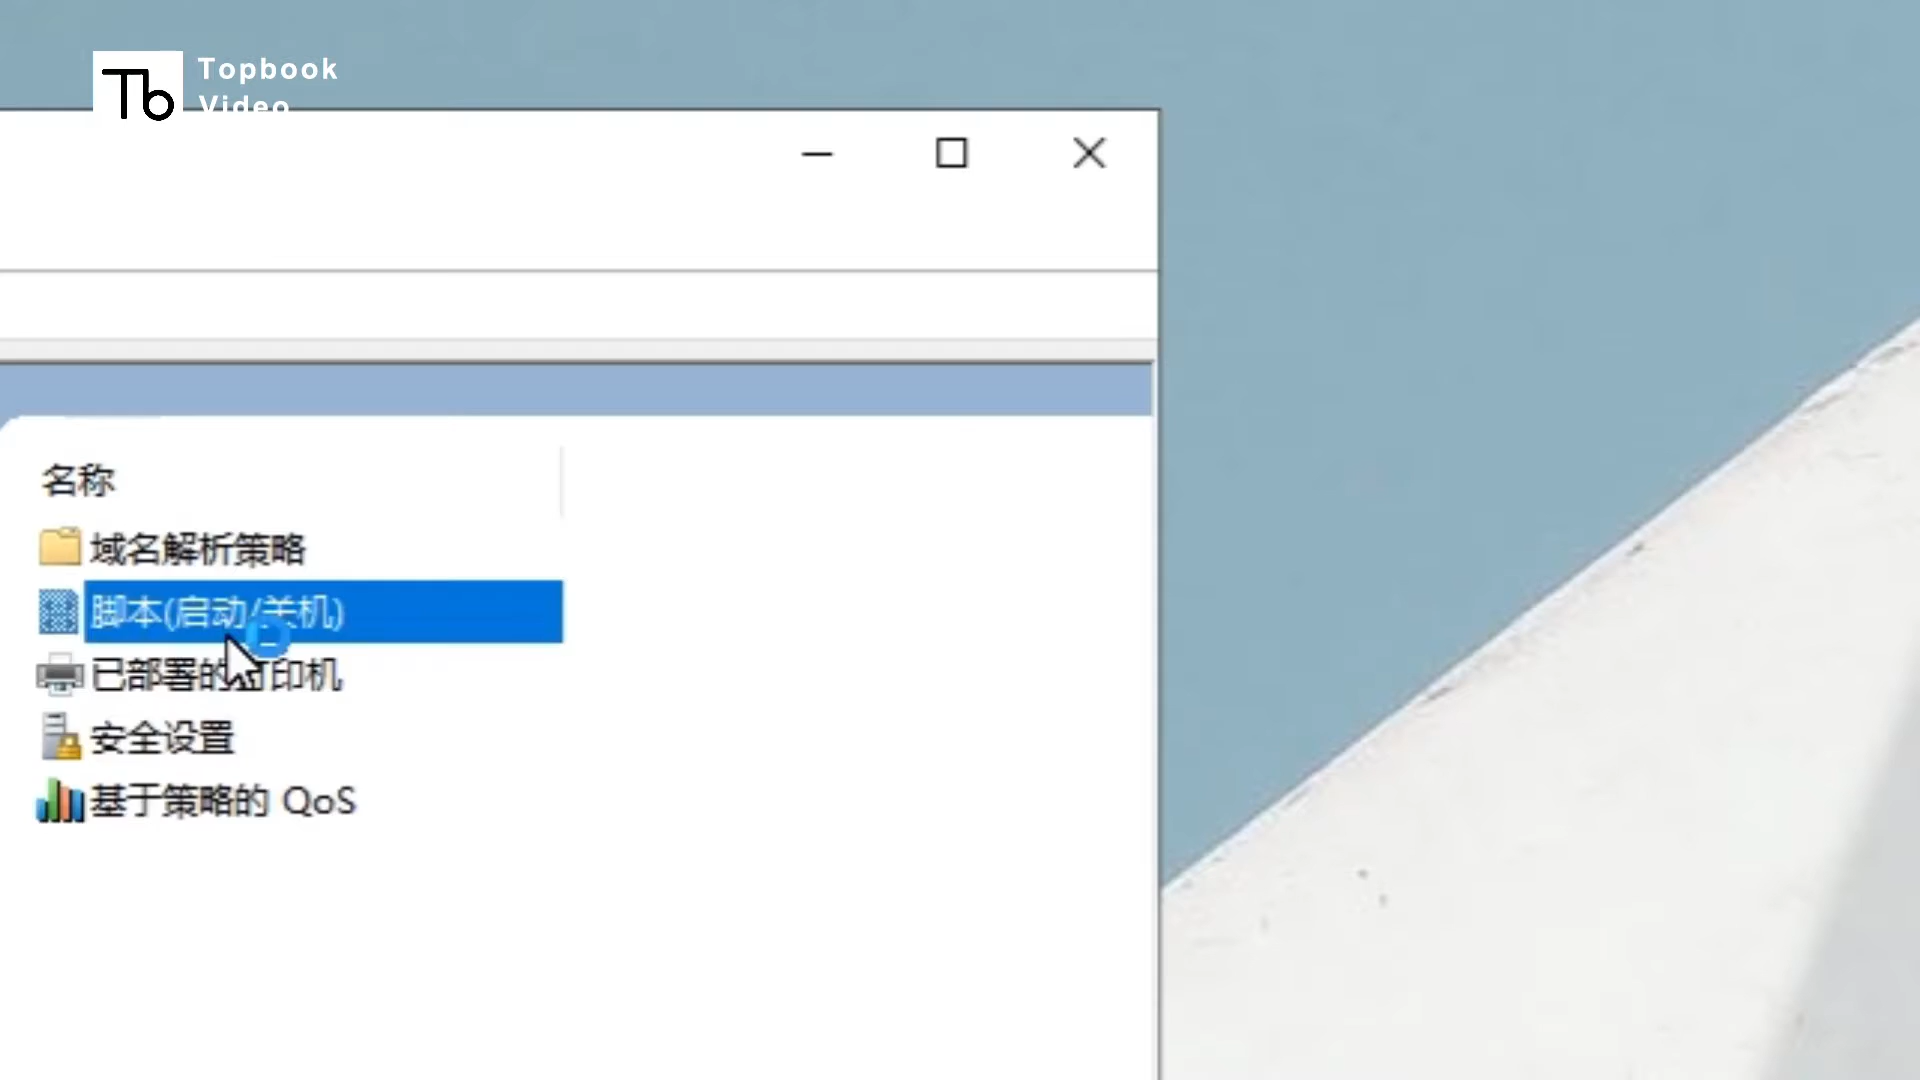 Tb
Topbook
Video
名称
域名解析策略
脚本(启动/关机)
已部署的打印机
安全设置
基于策略的 QoS